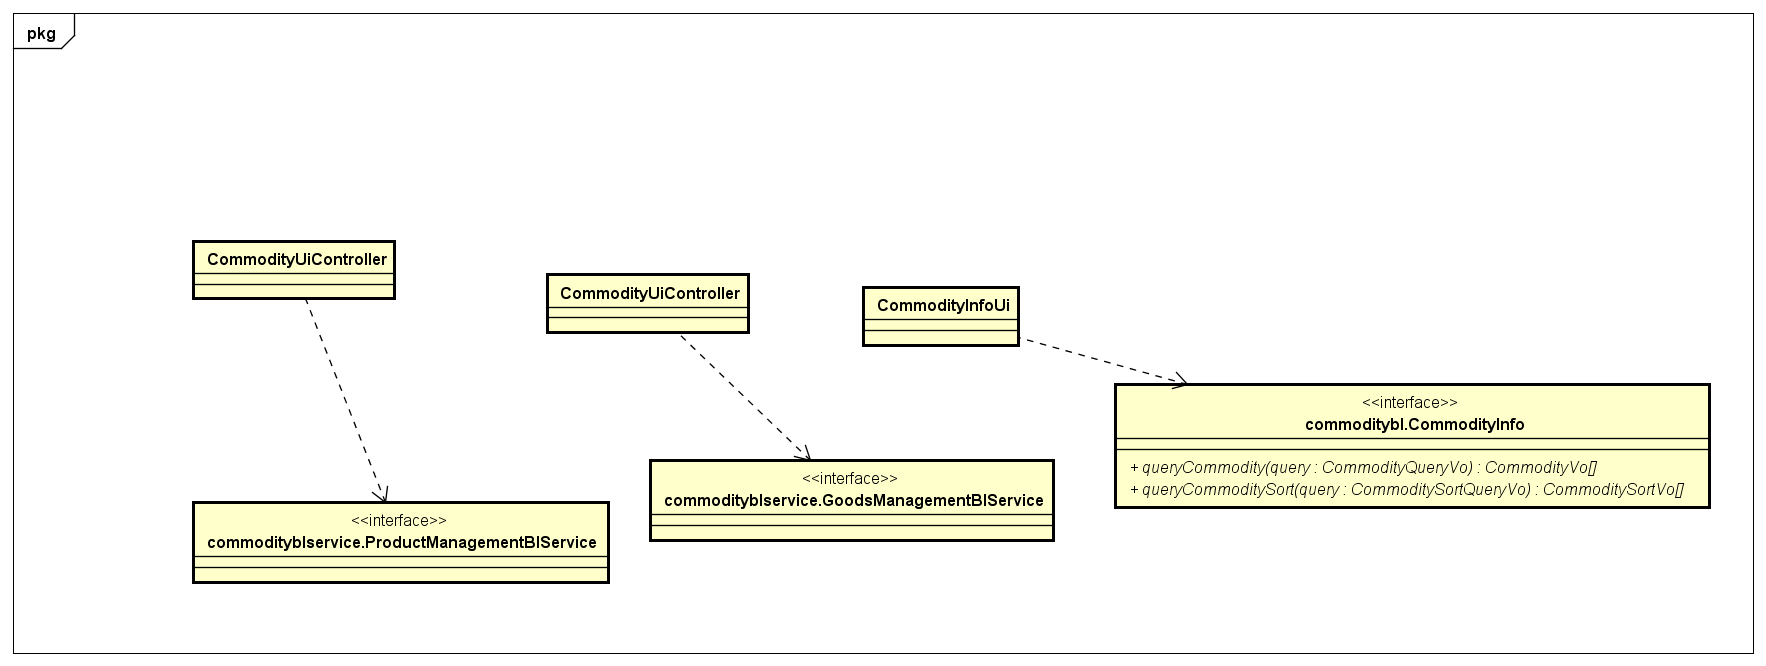 pkg
CommodityUiController
CommodityUiController
CommodityInfoUi
<<interface>>
commoditybl.CommodityInfo
+ queryCommodity(query : CommodityQueryVo) : CommodityVo[]
+ queryCommoditySort(query : CommoditySortQueryVo) : CommoditySortVo[]
<<interface>>
commodityblservice.GoodsManagementBlService
<<interface>>
commodityblservice.ProductManagementBlService